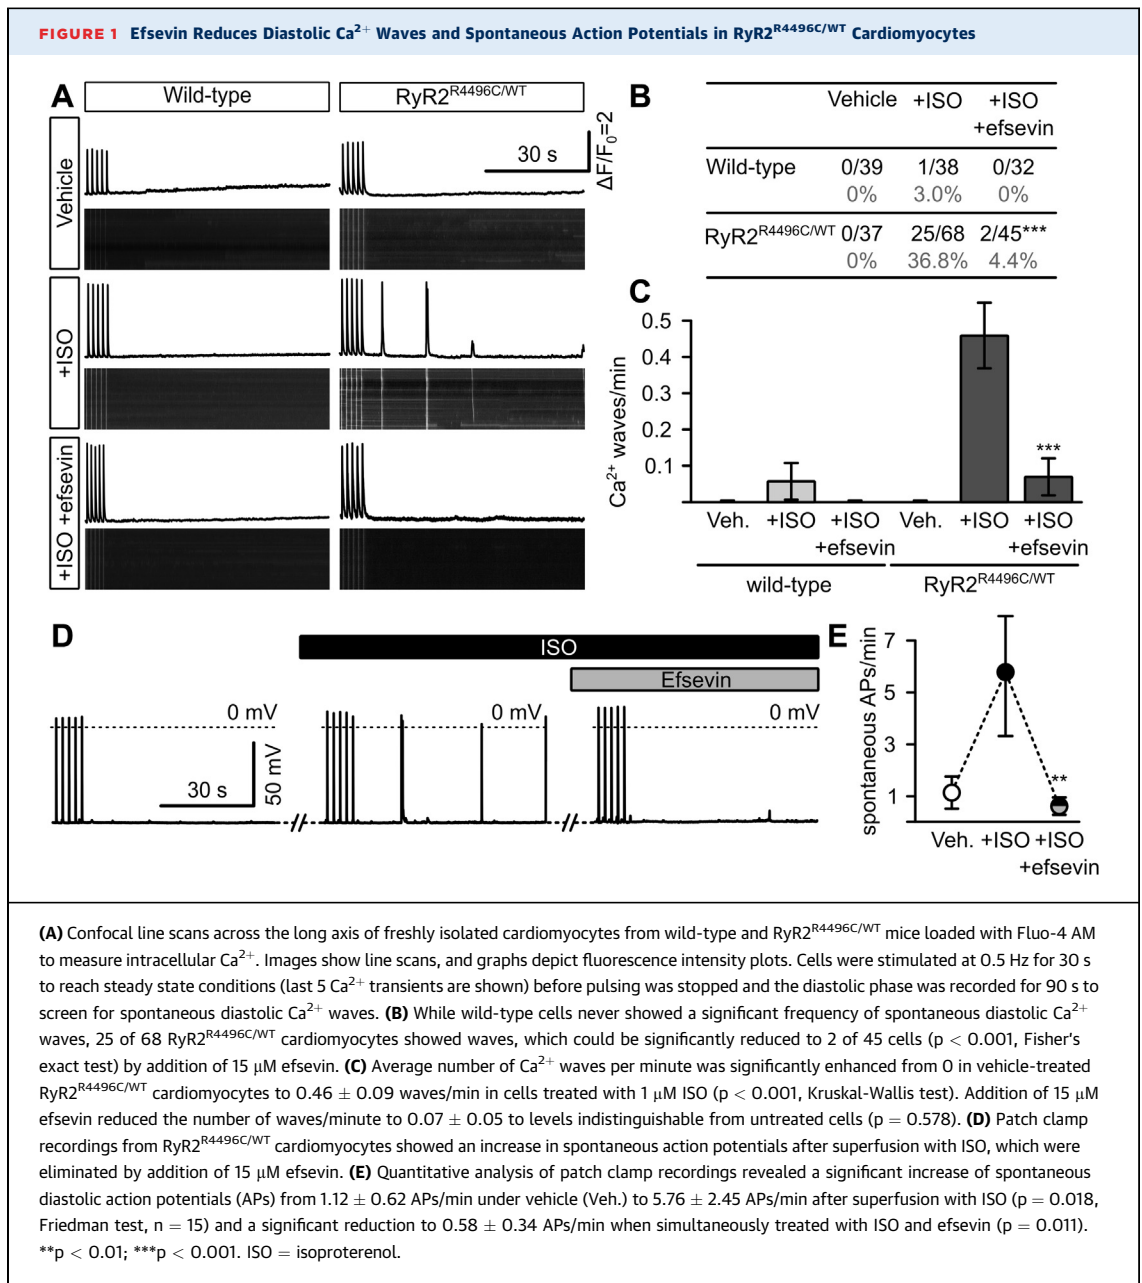 FIGURE 1 Efsevin Reduces Diastolic Ca²⁺ Waves and Spontaneous Action Potentials in RyR2ᴿ⁴⁴⁹⁶ᶜ/ᵂᵀ Cardiomyocytes
A
Wild-type
RyR2ᴿ⁴⁴⁹⁶ᶜ/ᵂᵀ
Vehicle
30 s
ΔF/F₀=2
+ISO
+ISO +efsevin
B
Vehicle +ISO +ISO
+efsevin
Wild-type 0/39 1/38 0/32
0% 3.0% 0%
RyR2ᴿ⁴⁴⁹⁶ᶜ/ᵂᵀ 0/37 25/68 2/45***
0% 36.8% 4.4%
C
Ca²⁺ waves/min
0.5
0.4
0.3
0.2
0.1
***
Veh. +ISO +ISO Veh. +ISO +ISO
+efsevin +efsevin
wild-type RyR2ᴿ⁴⁴⁹⁶ᶜ/ᵂᵀ
D
ISO
Efsevin
0 mV 0 mV 0 mV
30 s
50 mV
E
spontaneous APs/min
7
5
3
1
**
Veh. +ISO +ISO
+efsevin
(A) Confocal line scans across the long axis of freshly isolated cardiomyocytes from wild-type and RyR2ᴿ⁴⁴⁹⁶ᶜ/ᵂᵀ mice loaded with Fluo-4 AM
to measure intracellular Ca²⁺. Images show line scans, and graphs depict fluorescence intensity plots. Cells were stimulated at 0.5 Hz for 30 s
to reach steady state conditions (last 5 Ca²⁺ transients are shown) before pulsing was stopped and the diastolic phase was recorded for 90 s to
screen for spontaneous diastolic Ca²⁺ waves. (B) While wild-type cells never showed a significant frequency of spontaneous diastolic Ca²⁺
waves, 25 of 68 RyR2ᴿ⁴⁴⁹⁶ᶜ/ᵂᵀ cardiomyocytes showed waves, which could be significantly reduced to 2 of 45 cells (p < 0.001, Fisher's
exact test) by addition of 15 μM efsevin. (C) Average number of Ca²⁺ waves per minute was significantly enhanced from 0 in vehicle-treated
RyR2ᴿ⁴⁴⁹⁶ᶜ/ᵂᵀ cardiomyocytes to 0.46 ± 0.09 waves/min in cells treated with 1 μM ISO (p < 0.001, Kruskal-Wallis test). Addition of 15 μM
efsevin reduced the number of waves/minute to 0.07 ± 0.05 to levels indistinguishable from untreated cells (p = 0.578). (D) Patch clamp
recordings from RyR2ᴿ⁴⁴⁹⁶ᶜ/ᵂᵀ cardiomyocytes showed an increase in spontaneous action potentials after superfusion with ISO, which were
eliminated by addition of 15 μM efsevin. (E) Quantitative analysis of patch clamp recordings revealed a significant increase of spontaneous
diastolic action potentials (APs) from 1.12 ± 0.62 APs/min under vehicle (Veh.) to 5.76 ± 2.45 APs/min after superfusion with ISO (p = 0.018,
Friedman test, n = 15) and a significant reduction to 0.58 ± 0.34 APs/min when simultaneously treated with ISO and efsevin (p = 0.011).
**p < 0.01; ***p < 0.001. ISO = isoproterenol.